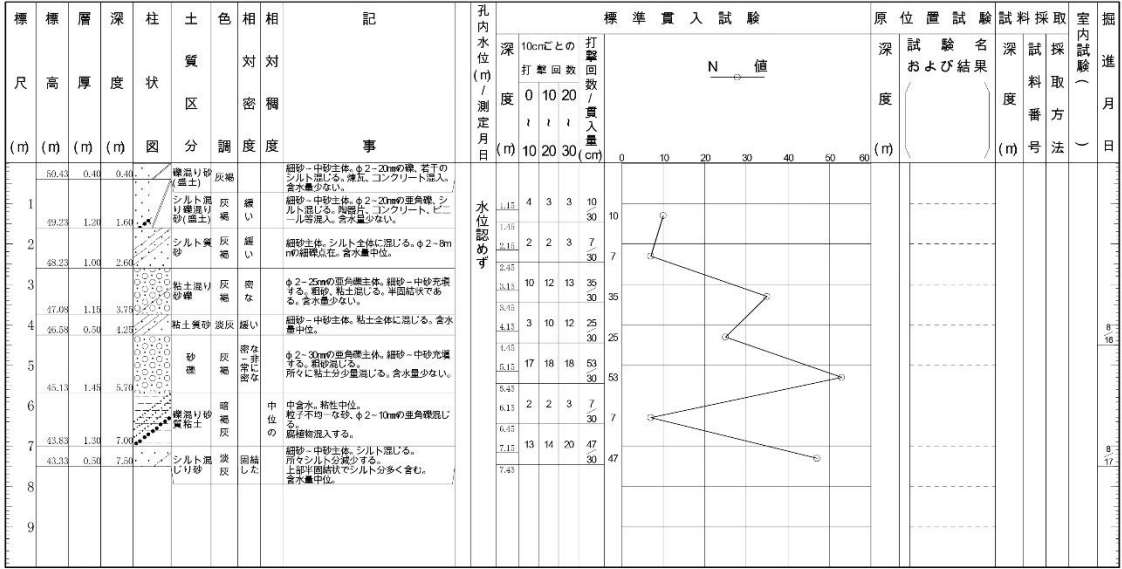 標尺(m)
標高(m)
層厚(m)
深度(m)
柱状図
土質区分
色調
相対密度
相対稠度
記事
孔内水位(m)/測定月日
標準貫入試験
深度(m)
10cmごとの打撃回数
0 10 20
~ ~ ~
10 20 30
打撃回数/貫入量(cm)
N値
0 10 20 30 40 50 60
原位置試験
深度(m)
試験名および結果
試料採取
深度(m)
試料番号
採取方法
室内試験()
掘進月日
50.43 0.40 0.40
礫混り砂(盛土)
灰褐
細砂~中砂主体。φ2~20mmの礫、若干の
シルト混じる。煉瓦、コンクリート混入。
含水量少ない。
1
49.23 1.20 1.60
シルト混り礫混り砂(盛土)
灰褐
緩い
細砂~中砂主体。φ2~20mmの亜角礫、シ
ルト混じる。陶器片、コンクリート、ビニ
ール等混入。含水量少ない。
2
48.23 1.00 2.60
シルト質砂
灰褐
緩い
細砂主体。シルト全体に混じる。φ2~8m
mの細礫点在。含水量中位。
3
47.08 1.15 3.75
粘土混り砂礫
灰褐
密な
φ2~25mmの亜角礫主体。細砂~中砂充填
する。粗砂、粘土混じる。半固結状であ
る。含水量少ない。
4
46.58 0.50 4.25
粘土質砂
淡灰
緩い
細砂~中砂主体。粘土全体に混じる。含水
量中位。
5
45.13 1.45 5.70
砂礫
灰褐
密な~非常に密な
φ2~30mmの亜角礫主体。細砂~中砂充填
する。粗砂混じる。
所々に粘土分少量混じる。含水量少ない。
6
43.83 1.30 7.00
礫混り砂質粘土
暗褐灰
中位の
中含水。粘性中位。
粒子不均一な砂、φ2~10mmの亜角礫混じ
る。
腐植物混入する。
7
43.33 0.50 7.50
シルト混じり砂
淡灰
固結した
細砂~中砂主体。シルト混じる。
所々シルト分減少する。
上部半固結状でシルト分多く含む。
含水量中位。
8
9
水位認めず
1.15 4 3 3 10/30 10
1.45
2.15 2 2 3 7/30 7
2.45
3.15 10 12 13 35/30 35
3.45
4.15 3 10 12 25/30 25
4.45
5.15 17 18 18 53/30 53
5.43
6.15 2 2 3 7/30 7
6.45
7.15 13 14 20 47/30 47
7.43
8/16
8/17